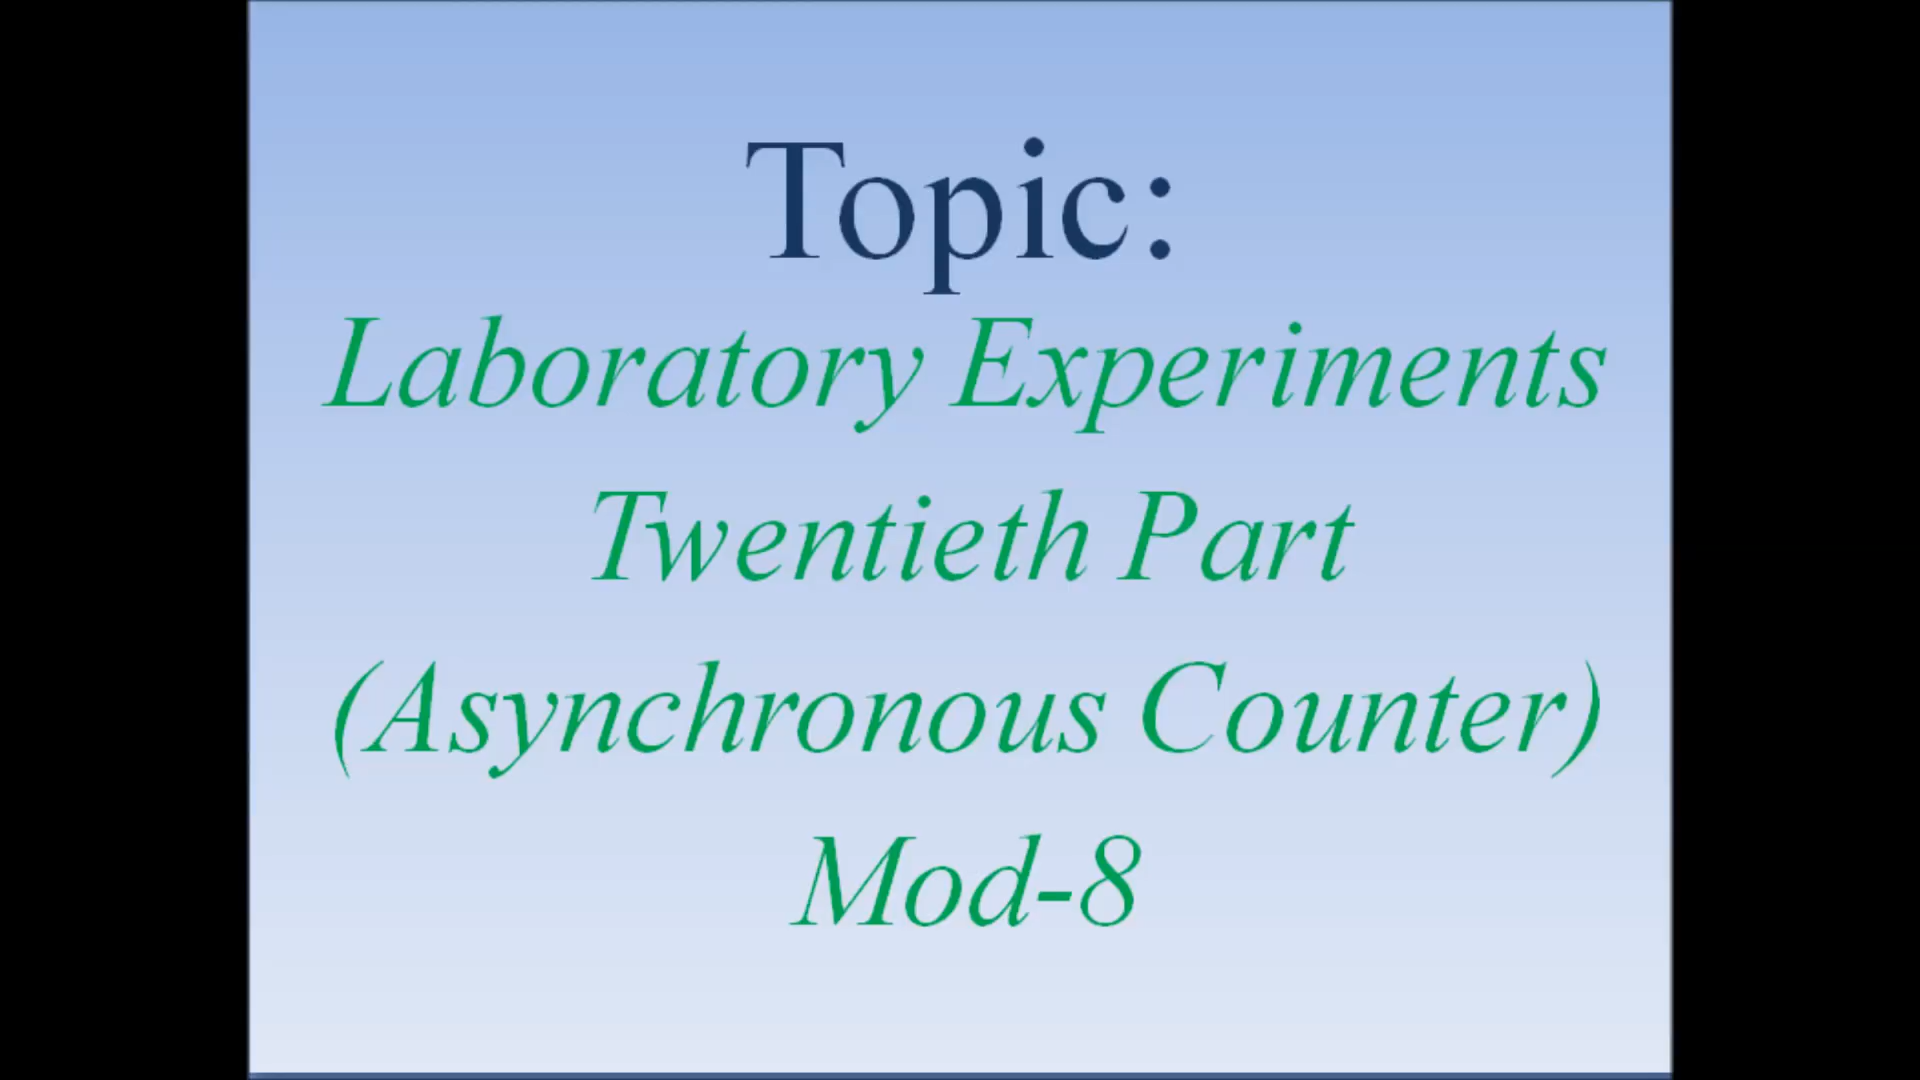 Topic:
Laboratory Experiments
Twentieth Part
(Asynchronous Counter)
Mod-8